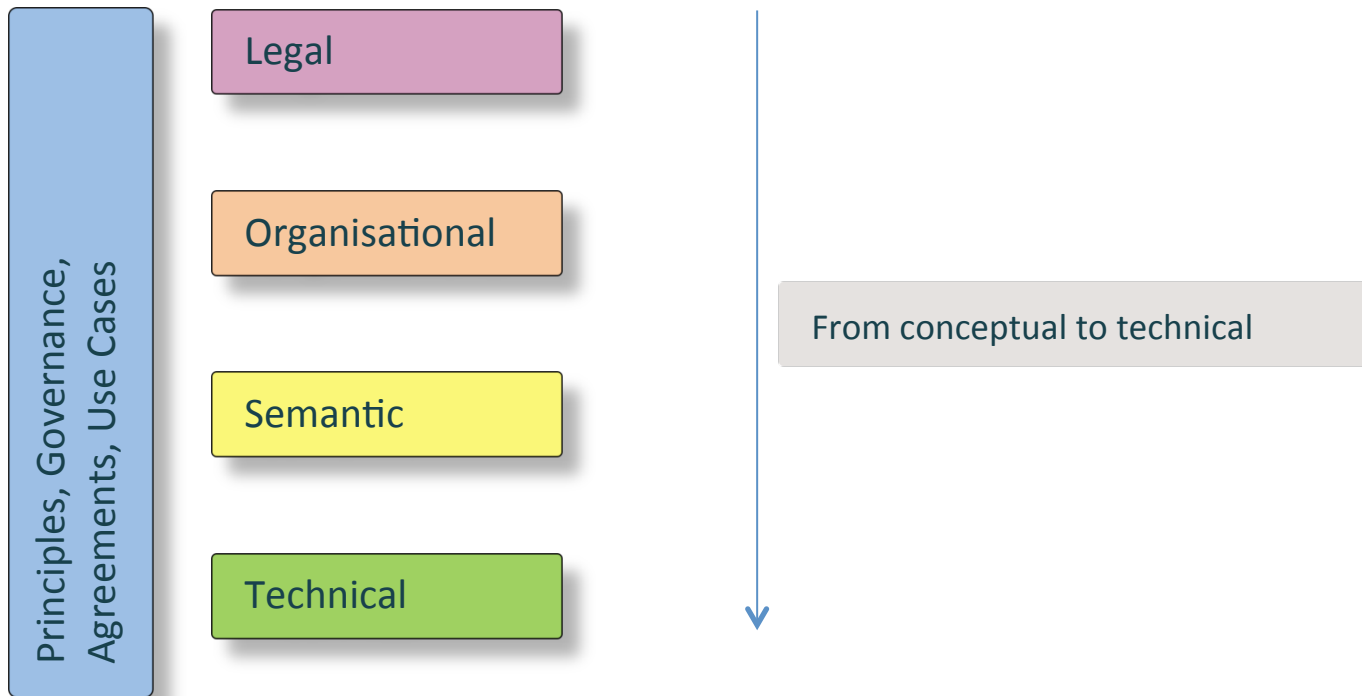 Principles, Governance,
Agreements, Use Cases
Legal
Organisational
Semantic
Technical
From conceptual to technical